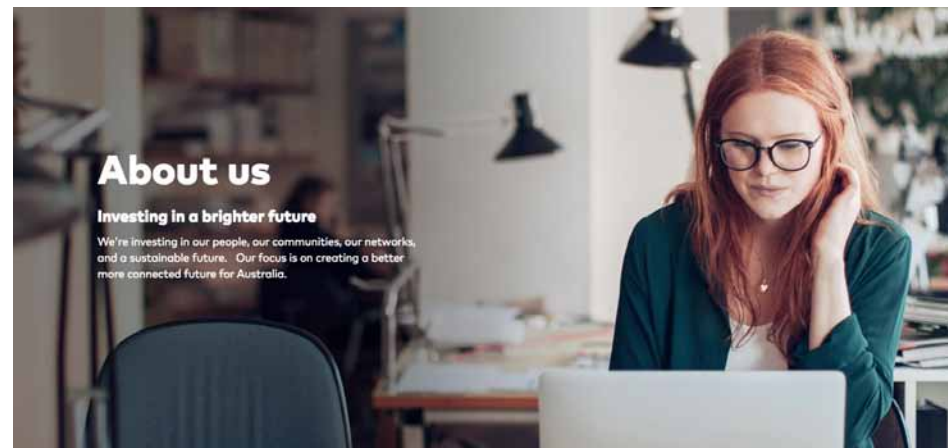 About us
Investing in a brighter future
We're investing in our people, our communities, our networks,
and a sustainable future. Our focus is on creating a better
more connected future for Australia.